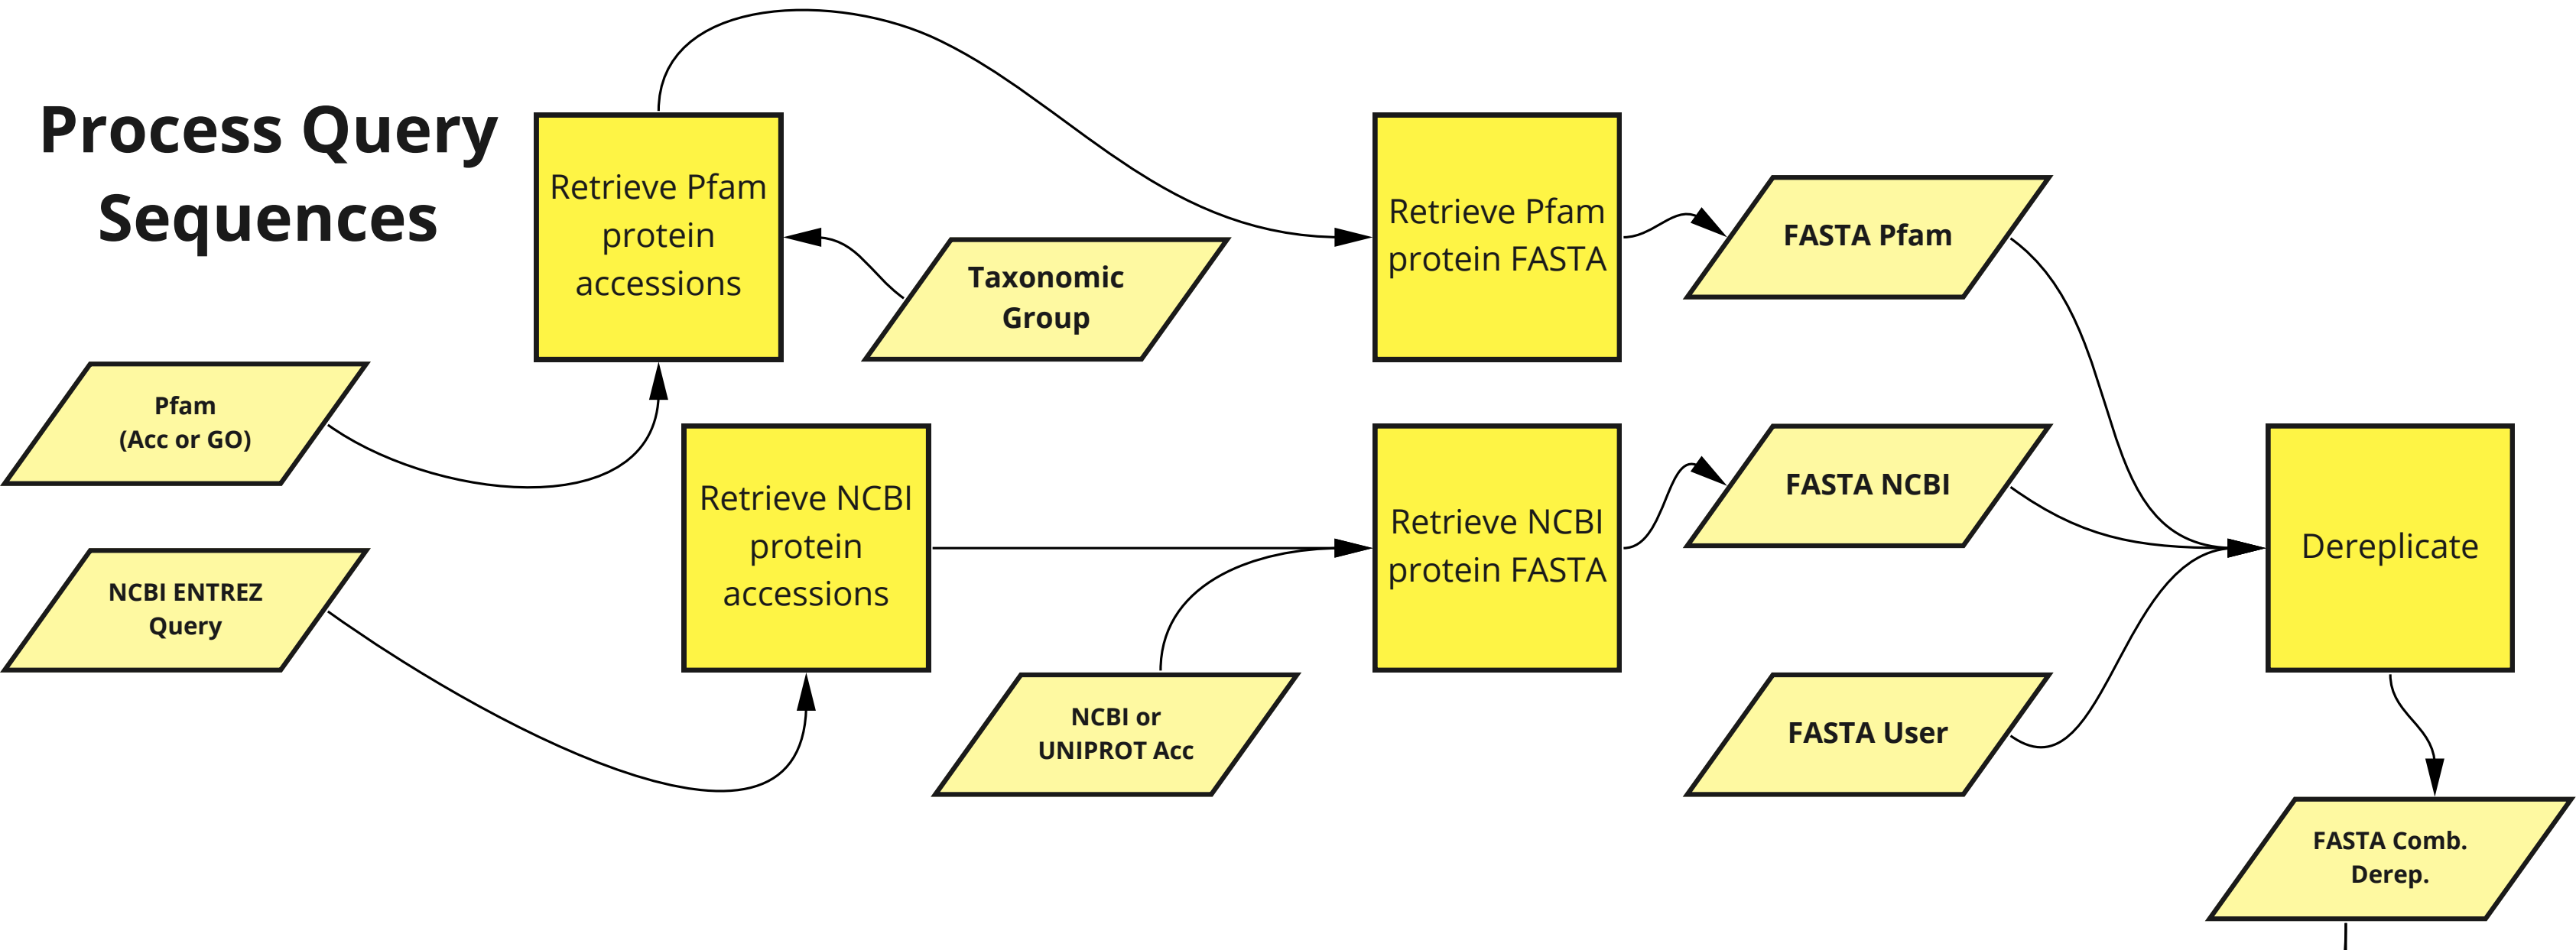 Process Query
Sequences
Retrieve Pfam
protein
accessions
Taxonomic
Group
Retrieve Pfam
protein FASTA
FASTA Pfam
Pfam
(Acc or GO)
Retrieve NCBI
protein
accessions
Retrieve NCBI
protein FASTA
FASTA NCBI
Dereplicate
NCBI ENTREZ
Query
NCBI or
UNIPROT Acc
FASTA User
FASTA Comb.
Derep.